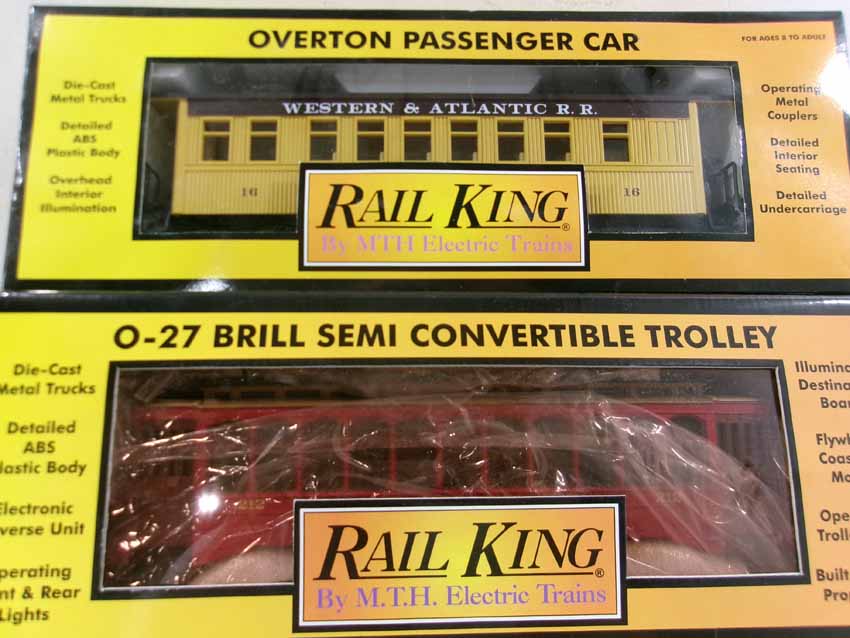 OVERTON PASSENGER CAR
FOR AGES 8 TO ADULT
Die-Cast
Metal Trucks
Detailed
ABS
Plastic Body
Overhead
Interior
Illumination
WESTERN & ATLANTIC R. R.
16
16
Operating
Metal
Couplers
Detailed
Interior
Seating
Detailed
Undercarriage
RAIL KING®
By MTH Electric Trains
O-27 BRILL SEMI CONVERTIBLE TROLLEY
Die-Cast
Metal Trucks
Detailed
ABS
lastic Body
Electronic
verse Unit
perating
nt & Rear
Lights
212
Illumina
Destina
Boar
Flywh
Coas
Mo
Ope
Troll
Built
Pro
RAIL KING®
By M.T.H. Electric Trains